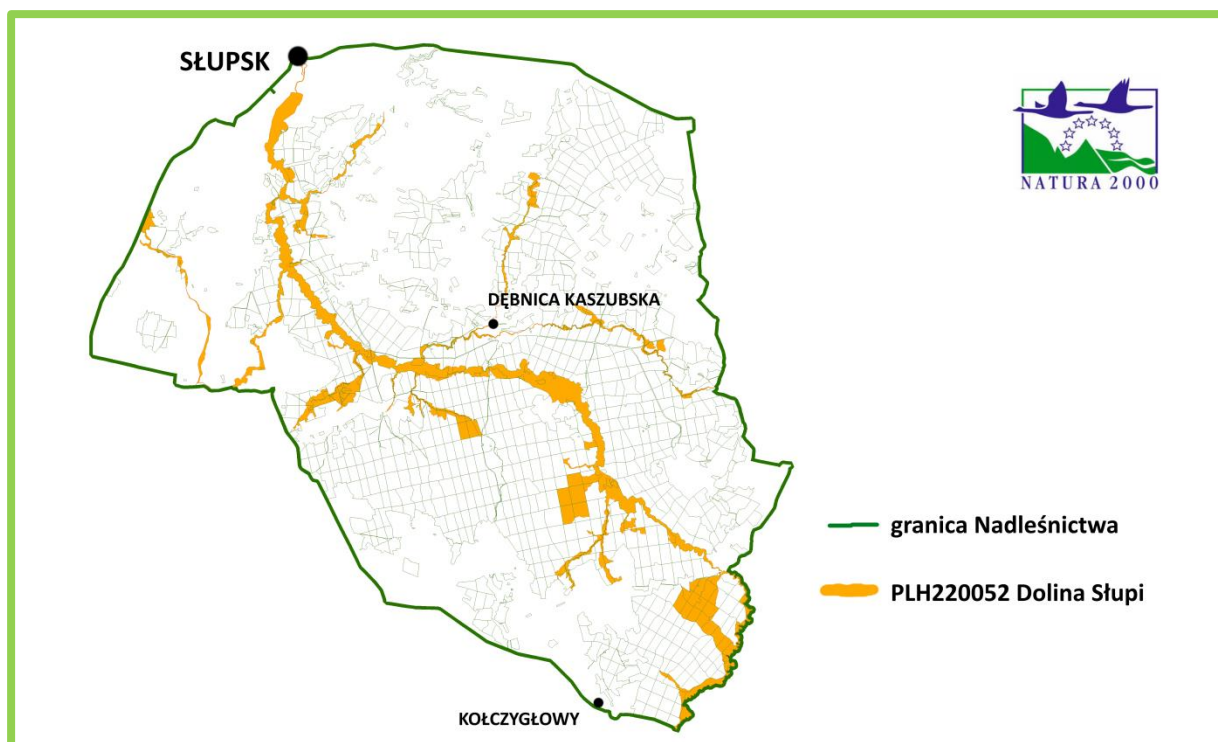 SŁUPSK
NATURA 2000
DĘBNICA KASZUBSKA
granica Nadleśnictwa
PLH220052 Dolina Słupi
KOŁCZYGŁOWY